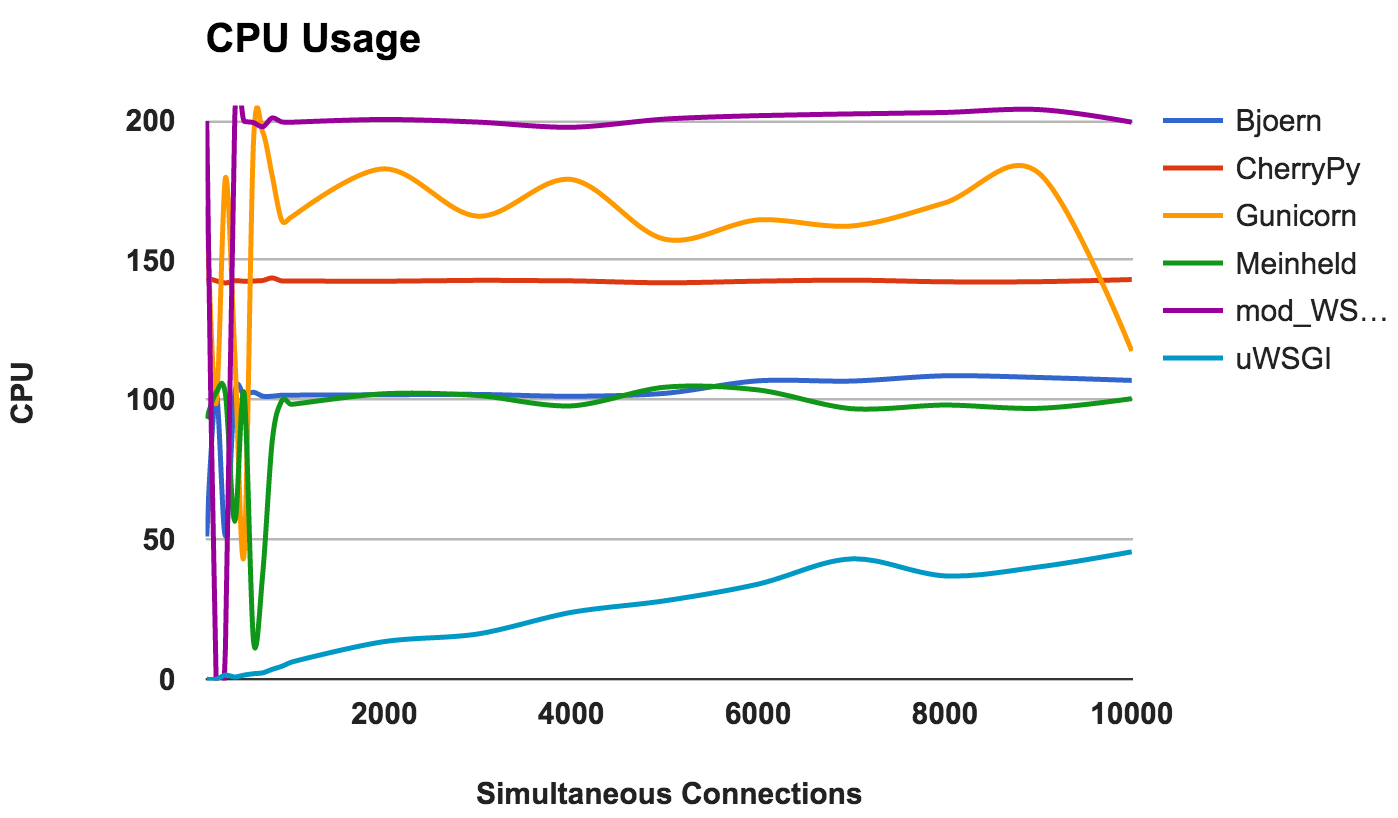 CPU Usage
200
150
100
50
0
CPU
2000 4000 6000 8000 10000
Simultaneous Connections
Bjoern
CherryPy
Gunicorn
Meinheld
mod_WS...
uWSGI